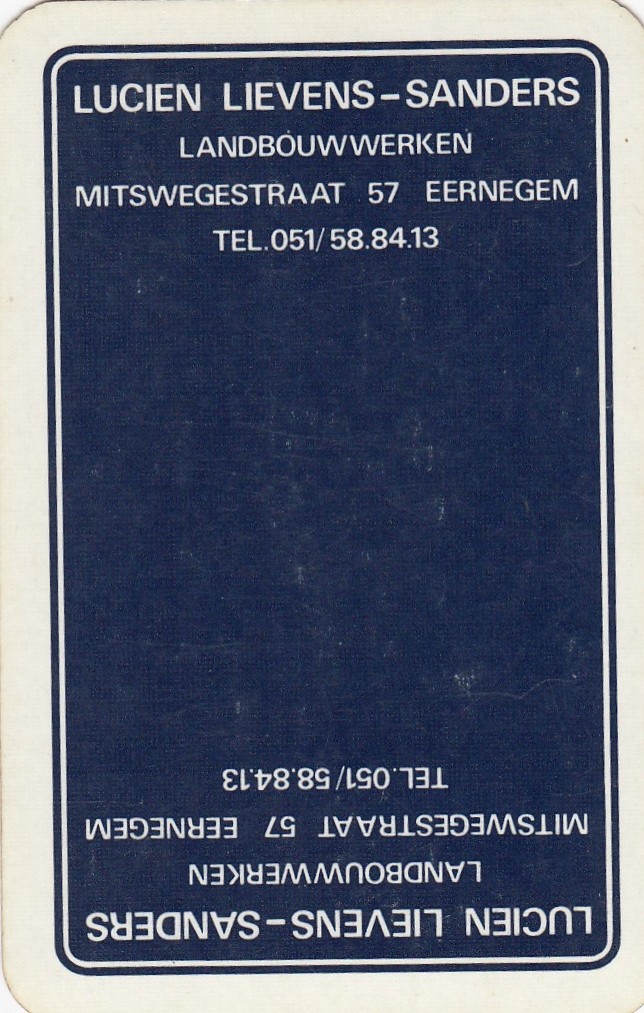 LUCIEN LIEVENS-SANDERS
LANDBOUWWERKEN
MITSWEGESTRAAT 57 EERNEGEM
TEL.051/58.84.13
TEL.051/58.84.13
MITSWEGESTRAAT 57 EERNEGEM
LANDBOUWWERKEN
LUCIEN LIEVENS-SANDERS